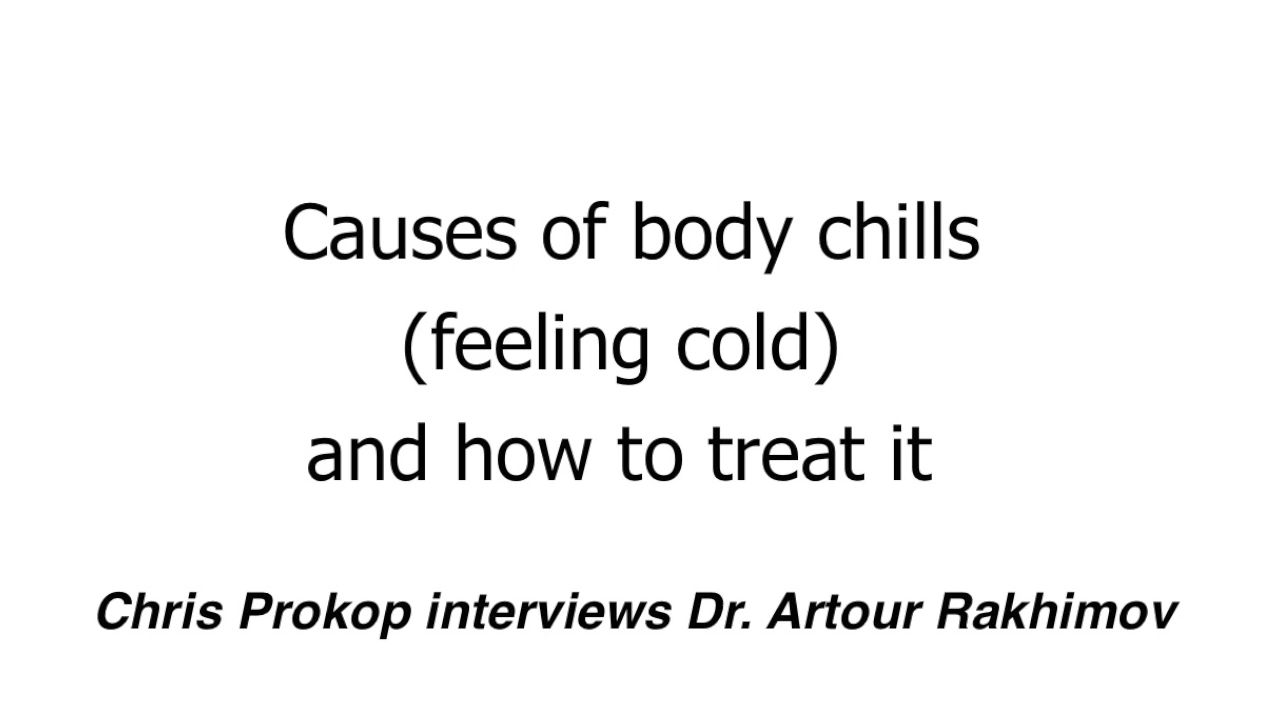 Causes of body chills
(feeling cold)
and how to treat it
Chris Prokop interviews Dr. Artour Rakhimov